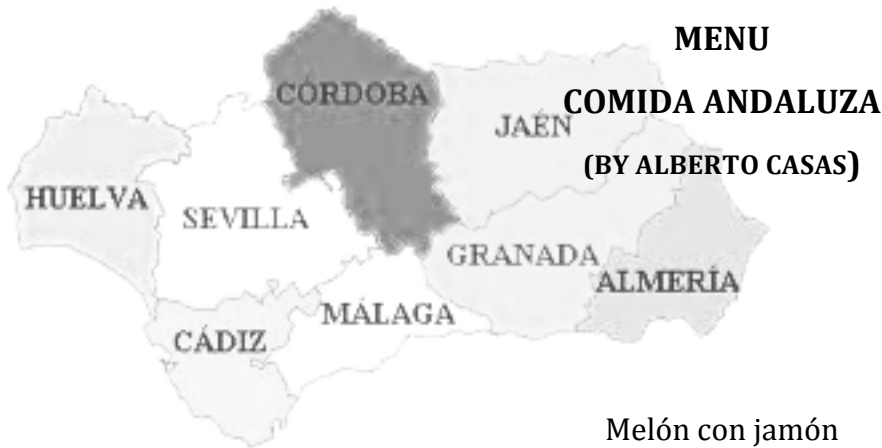 MENU
CÓRDOBA
JAÉN
COMIDA ANDALUZA
(BY ALBERTO CASAS)
HUELVA
SEVILLA
GRANADA
ALMERÍA
MÁLAGA
CÁDIZ
Melón con jamón